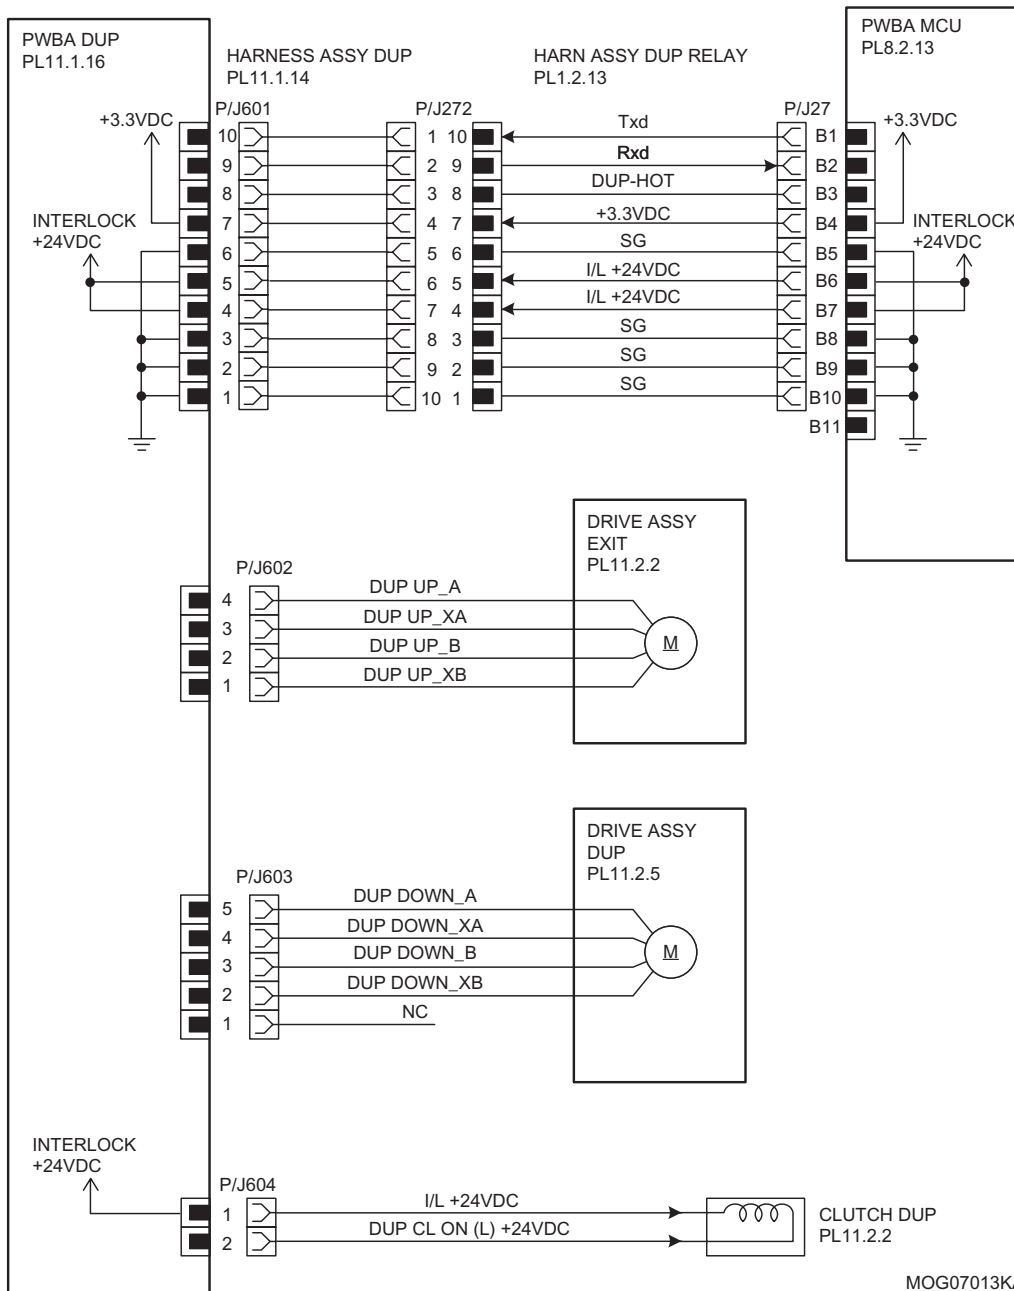 PWBA DUP
PL11.1.16
HARNESS ASSY DUP
PL11.1.14
HARN ASSY DUP RELAY
PL1.2.13
PWBA MCU
PL8.2.13
P/J601 P/J272 P/J27
+3.3VDC +3.3VDC
10 1 10 Txd B1
9 2 9 Rxd B2
8 3 8 DUP-HOT B3
7 4 7 +3.3VDC B4
INTERLOCK
+24VDC
INTERLOCK
+24VDC
6 5 6 SG B5
5 6 5 I/L +24VDC B6
4 7 4 I/L +24VDC B7
3 8 3 SG B8
2 9 2 SG B9
1 10 1 SG B10
B11
DRIVE ASSY
EXIT
PL11.2.2
P/J602
4 DUP UP_A
3 DUP UP_XA
2 DUP UP_B
1 DUP UP_XB
M
DRIVE ASSY
DUP
PL11.2.5
P/J603
5 DUP DOWN_A
4 DUP DOWN_XA
3 DUP DOWN_B
2 DUP DOWN_XB
1 NC
M
INTERLOCK
+24VDC
P/J604
1 I/L +24VDC
2 DUP CL ON (L) +24VDC
CLUTCH DUP
PL11.2.2